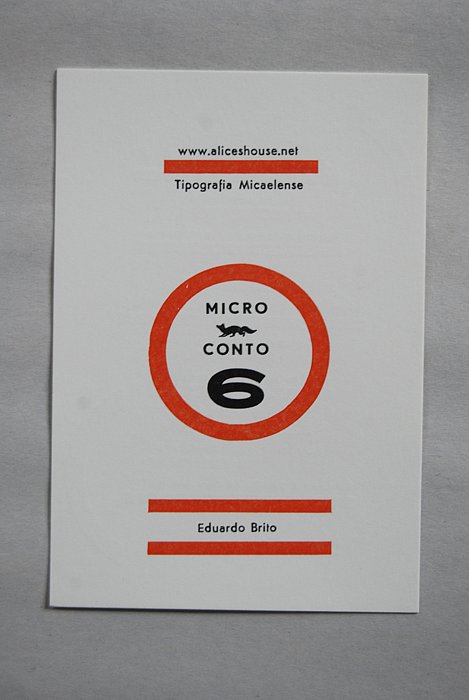 www.aliceshouse.net
Tipografia Micaelense
MICRO
CONTO
6
Eduardo Brito